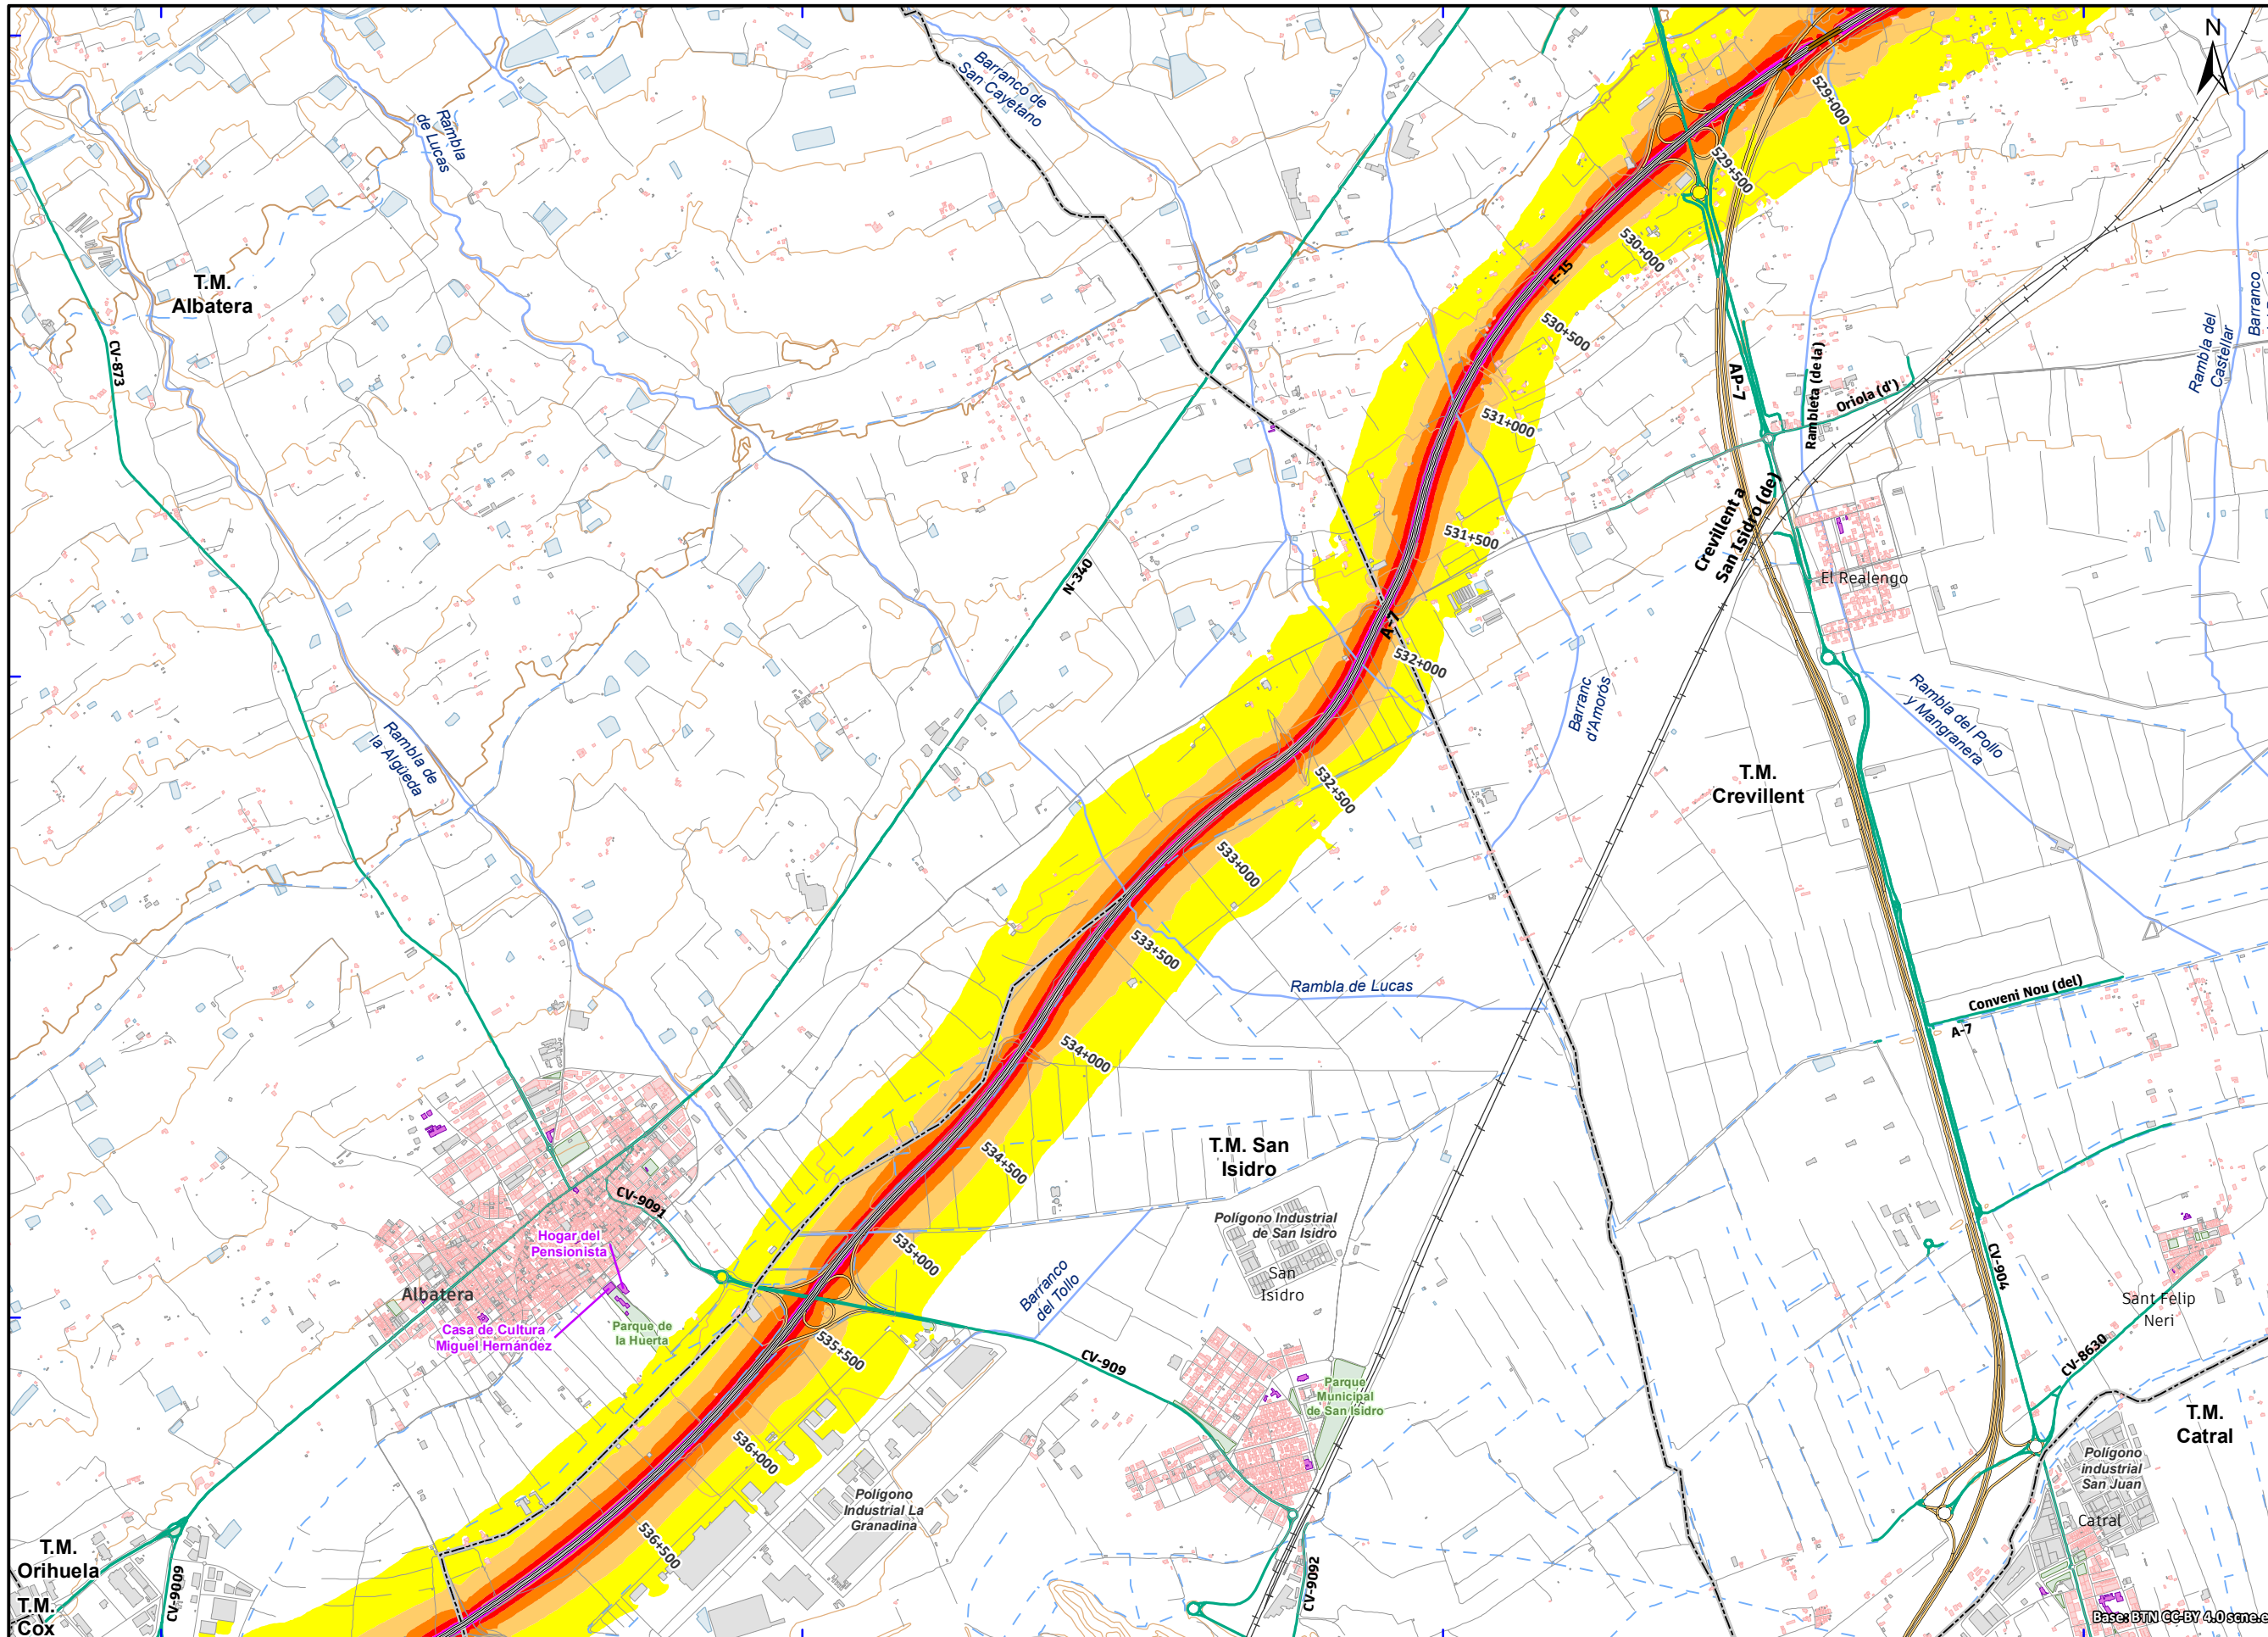 N
Barranco de
San Cayetano
Rambla
de Lucas
529+000
529+500
T.M.
Albatera
530+000
E-15
530+500
Rambla del
Castellar
Barranco
CV-873
AP-7
Rambleta (de la)
Oriola (d')
531+000
Crevillent a
San Isidro (de)
531+500
N-340
El Realengo
A-7
532+000
Barranc
d'Amorós
Rambla del Pollo
y Mangranera
Rambla de
la Algüeda
532+500
T.M.
Crevillent
533+000
533+500
Rambla de Lucas
Conveni Nou (del)
A-7
534+000
534+500
T.M. San
Isidro
CV-9091
Polígono Industrial
de San Isidro
Hogar del
Pensionista
535+000
San
Isidro
Barranco
del Tollo
CV-904
Albatera
Casa de Cultura
Miguel Hernández
Parque de
la Huerta
535+500
Sant Felip
Neri
CV-909
CV-8630
Parque
Municipal
de San Isidro
T.M.
Catral
536+000
Polígono
industrial
San Juan
Polígono
Industrial La
Granadina
Catral
536+500
T.M.
Orihuela
CV-9009
CV-9092
T.M.
Cox
Base: BTN CC-BY 4.0 scne.e